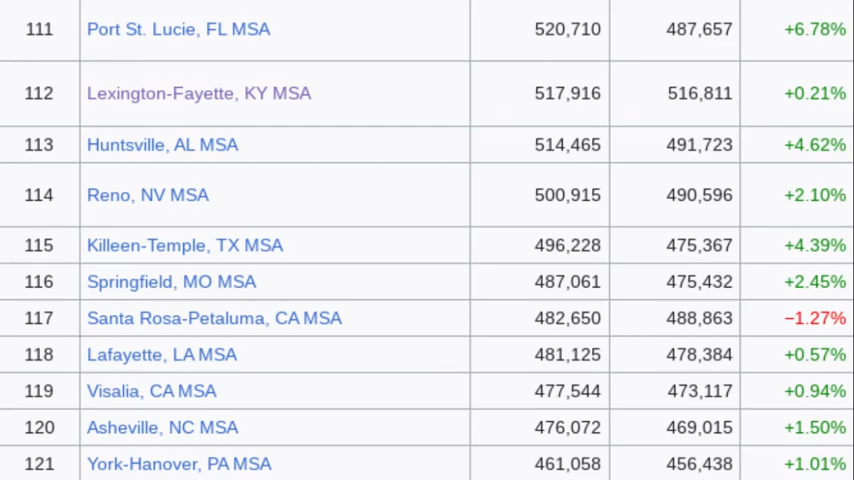 111 Port St. Lucie, FL MSA 520,710 487,657 +6.78%
112 Lexington-Fayette, KY MSA 517,916 516,811 +0.21%
113 Huntsville, AL MSA 514,465 491,723 +4.62%
114 Reno, NV MSA 500,915 490,596 +2.10%
115 Killeen-Temple, TX MSA 496,228 475,367 +4.39%
116 Springfield, MO MSA 487,061 475,432 +2.45%
117 Santa Rosa-Petaluma, CA MSA 482,650 488,863 −1.27%
118 Lafayette, LA MSA 481,125 478,384 +0.57%
119 Visalia, CA MSA 477,544 473,117 +0.94%
120 Asheville, NC MSA 476,072 469,015 +1.50%
121 York-Hanover, PA MSA 461,058 456,438 +1.01%